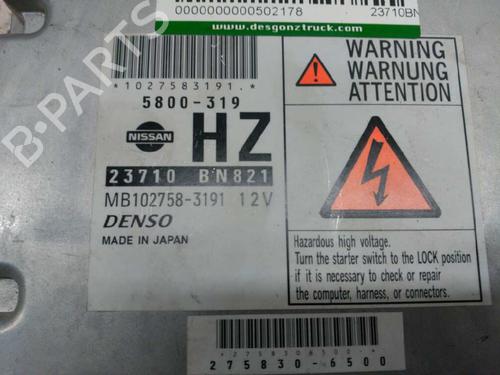 0000000000502178
23710BN
www.desgonztruck.com
*1027583191.*
5800-319
NISSAN
HZ
23710 BN821
MB102758-3191 12V
DENSO
MADE IN JAPAN
WARNING
WARNUNG
ATTENTION
Hazardous high voltage.
Turn the starter switch to the LOCK position
if it is necessary to check or repair
the computer, harness, or connectors.
*2758306500*
275830-6500
B-PARTS